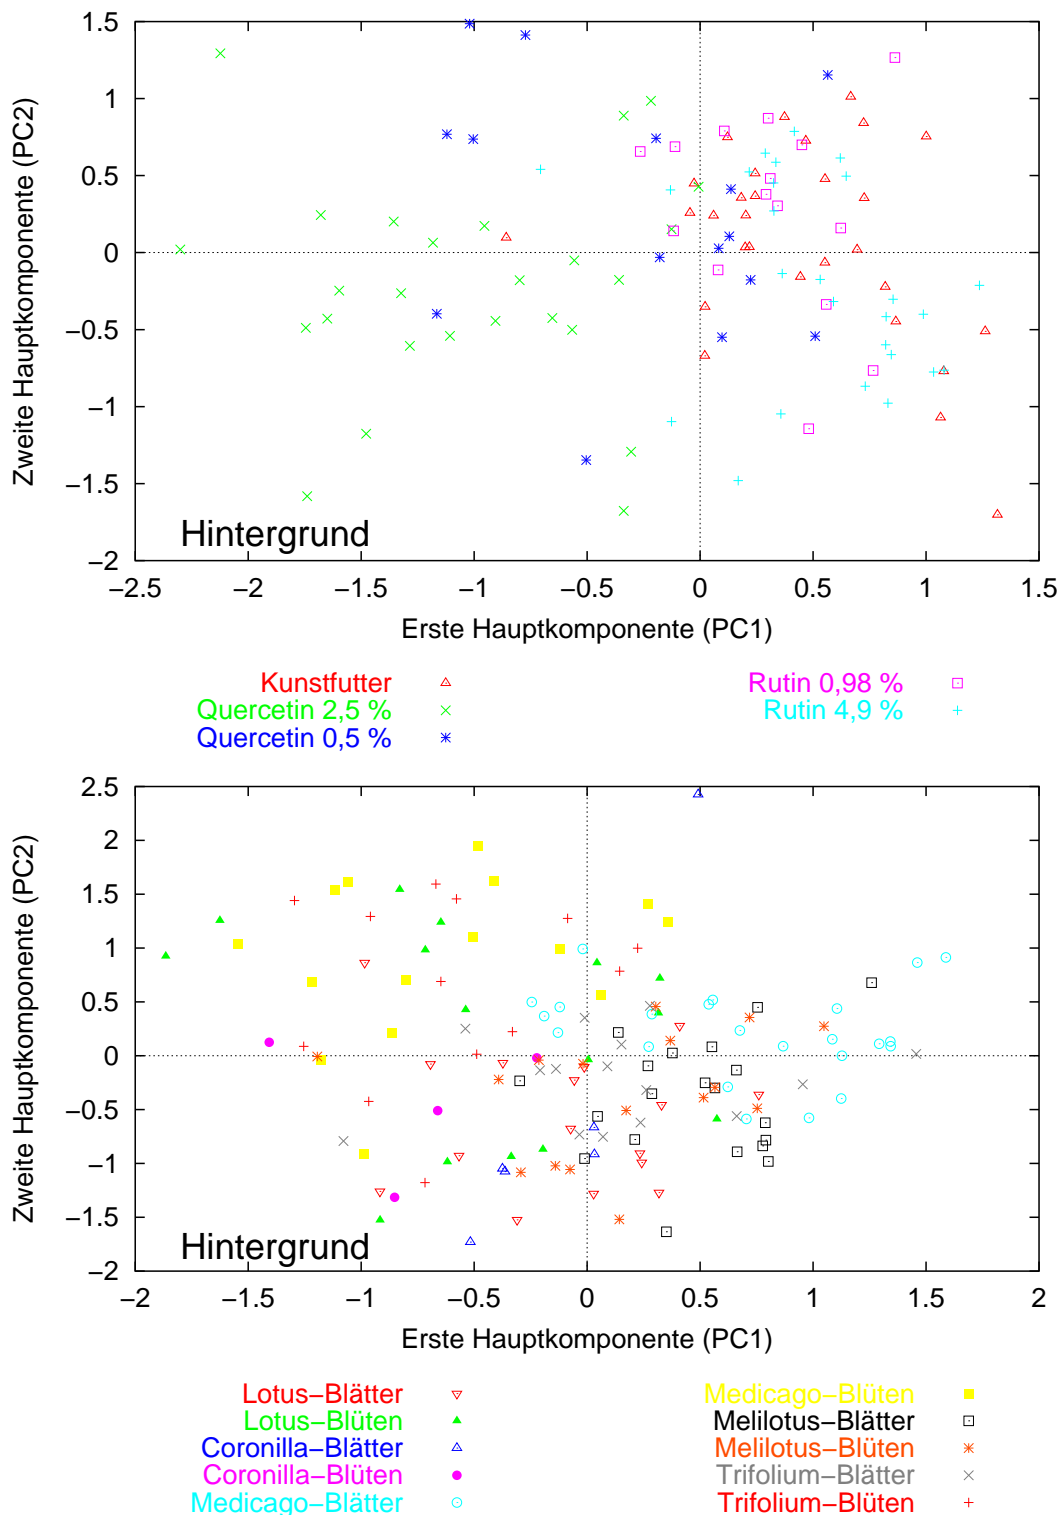 1.5
1
0.5
0
−0.5
−1
−1.5
−2
Zweite Hauptkomponente (PC2)
Hintergrund
−2.5 −2 −1.5 −1 −0.5 0 0.5 1 1.5
Erste Hauptkomponente (PC1)
Kunstfutter
Quercetin 2,5 %
Quercetin 0,5 %
Rutin 0,98 %
Rutin 4,9 %
2.5
2
1.5
1
0.5
0
−0.5
−1
−1.5
−2
Zweite Hauptkomponente (PC2)
Hintergrund
−2 −1.5 −1 −0.5 0 0.5 1 1.5 2
Erste Hauptkomponente (PC1)
Lotus−Blätter
Lotus−Blüten
Coronilla−Blätter
Coronilla−Blüten
Medicago−Blätter
Medicago−Blüten
Melilotus−Blätter
Melilotus−Blüten
Trifolium−Blätter
Trifolium−Blüten